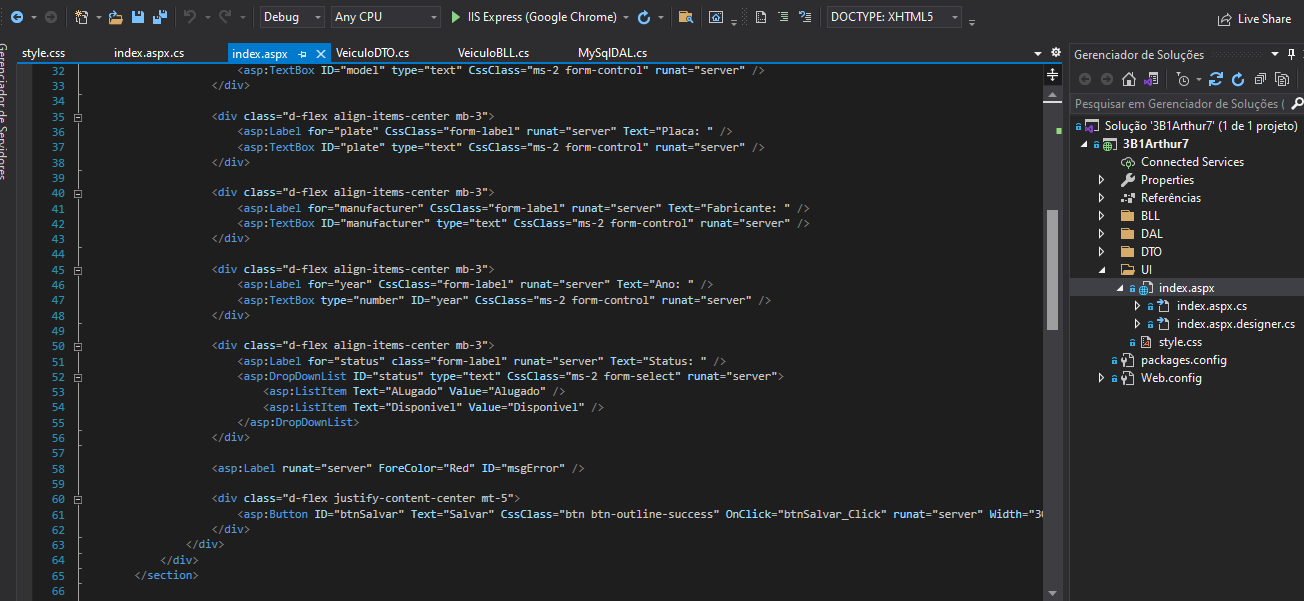 Debug
Any CPU
IIS Express (Google Chrome)
DOCTYPE: XHTML5
Live Share
Gerenciador de Servidores
style.css
index.aspx.cs
index.aspx
VeiculoDTO.cs
VeiculoBLL.cs
MySqlDAL.cs
32 <asp:TextBox ID="model" type="text" CssClass="ms-2 form-control" runat="server" />
33 </div>
34
35 <div class="d-flex align-items-center mb-3">
36 <asp:Label for="plate" CssClass="form-label" runat="server" Text="Placa: " />
37 <asp:TextBox ID="plate" type="text" CssClass="ms-2 form-control" runat="server" />
38 </div>
39
40 <div class="d-flex align-items-center mb-3">
41 <asp:Label for="manufacturer" CssClass="form-label" runat="server" Text="Fabricante: " />
42 <asp:TextBox ID="manufacturer" type="text" CssClass="ms-2 form-control" runat="server" />
43 </div>
44
45 <div class="d-flex align-items-center mb-3">
46 <asp:Label for="year" CssClass="form-label" runat="server" Text="Ano: " />
47 <asp:TextBox type="number" ID="year" CssClass="ms-2 form-control" runat="server" />
48 </div>
49
50 <div class="d-flex align-items-center mb-3">
51 <asp:Label for="status" class="form-label" runat="server" Text="Status: " />
52 <asp:DropDownList ID="status" type="text" CssClass="ms-2 form-select" runat="server">
53 <asp:ListItem Text="ALugado" Value="Alugado" />
54 <asp:ListItem Text="Disponivel" Value="Disponivel" />
55 </asp:DropDownList>
56 </div>
57
58 <asp:Label runat="server" ForeColor="Red" ID="msgError" />
59
60 <div class="d-flex justify-content-center mt-5">
61 <asp:Button ID="btnSalvar" Text="Salvar" CssClass="btn btn-outline-success" OnClick="btnSalvar_Click" runat="server" Width="30
62 </div>
63 </div>
64 </div>
65 </section>
66
Gerenciador de Soluções
Pesquisar em Gerenciador de Soluções (
Solução '3B1Arthur7' (1 de 1 projeto)
3B1Arthur7
Connected Services
Properties
Referências
BLL
DAL
DTO
UI
index.aspx
index.aspx.cs
index.aspx.designer.cs
style.css
packages.config
Web.config